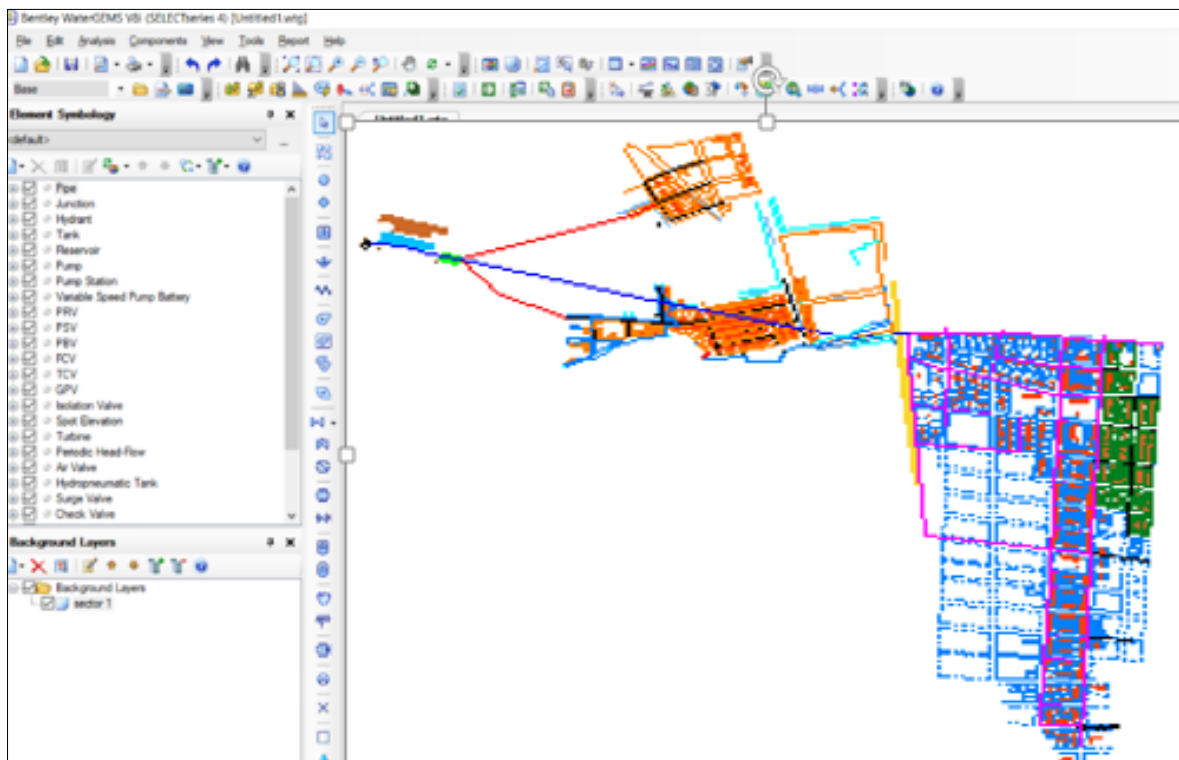 Bentley WaterGEMS V8i (SELECTseries 4) [Untitled1.wtg]
File Edit Analysis Components View Tools Report Help
Base
Element Symbology
<default>
Pipe
Junction
Hydrant
Tank
Reservoir
Pump
Pump Station
Variable Speed Pump Battery
PRV
PSV
PBV
FCV
TCV
GPV
Isolation Valve
Spot Elevation
Turbine
Periodic Head-Flow
Air Valve
Hydropneumatic Tank
Surge Valve
Check Valve
Background Layers
Background Layers
sector 1